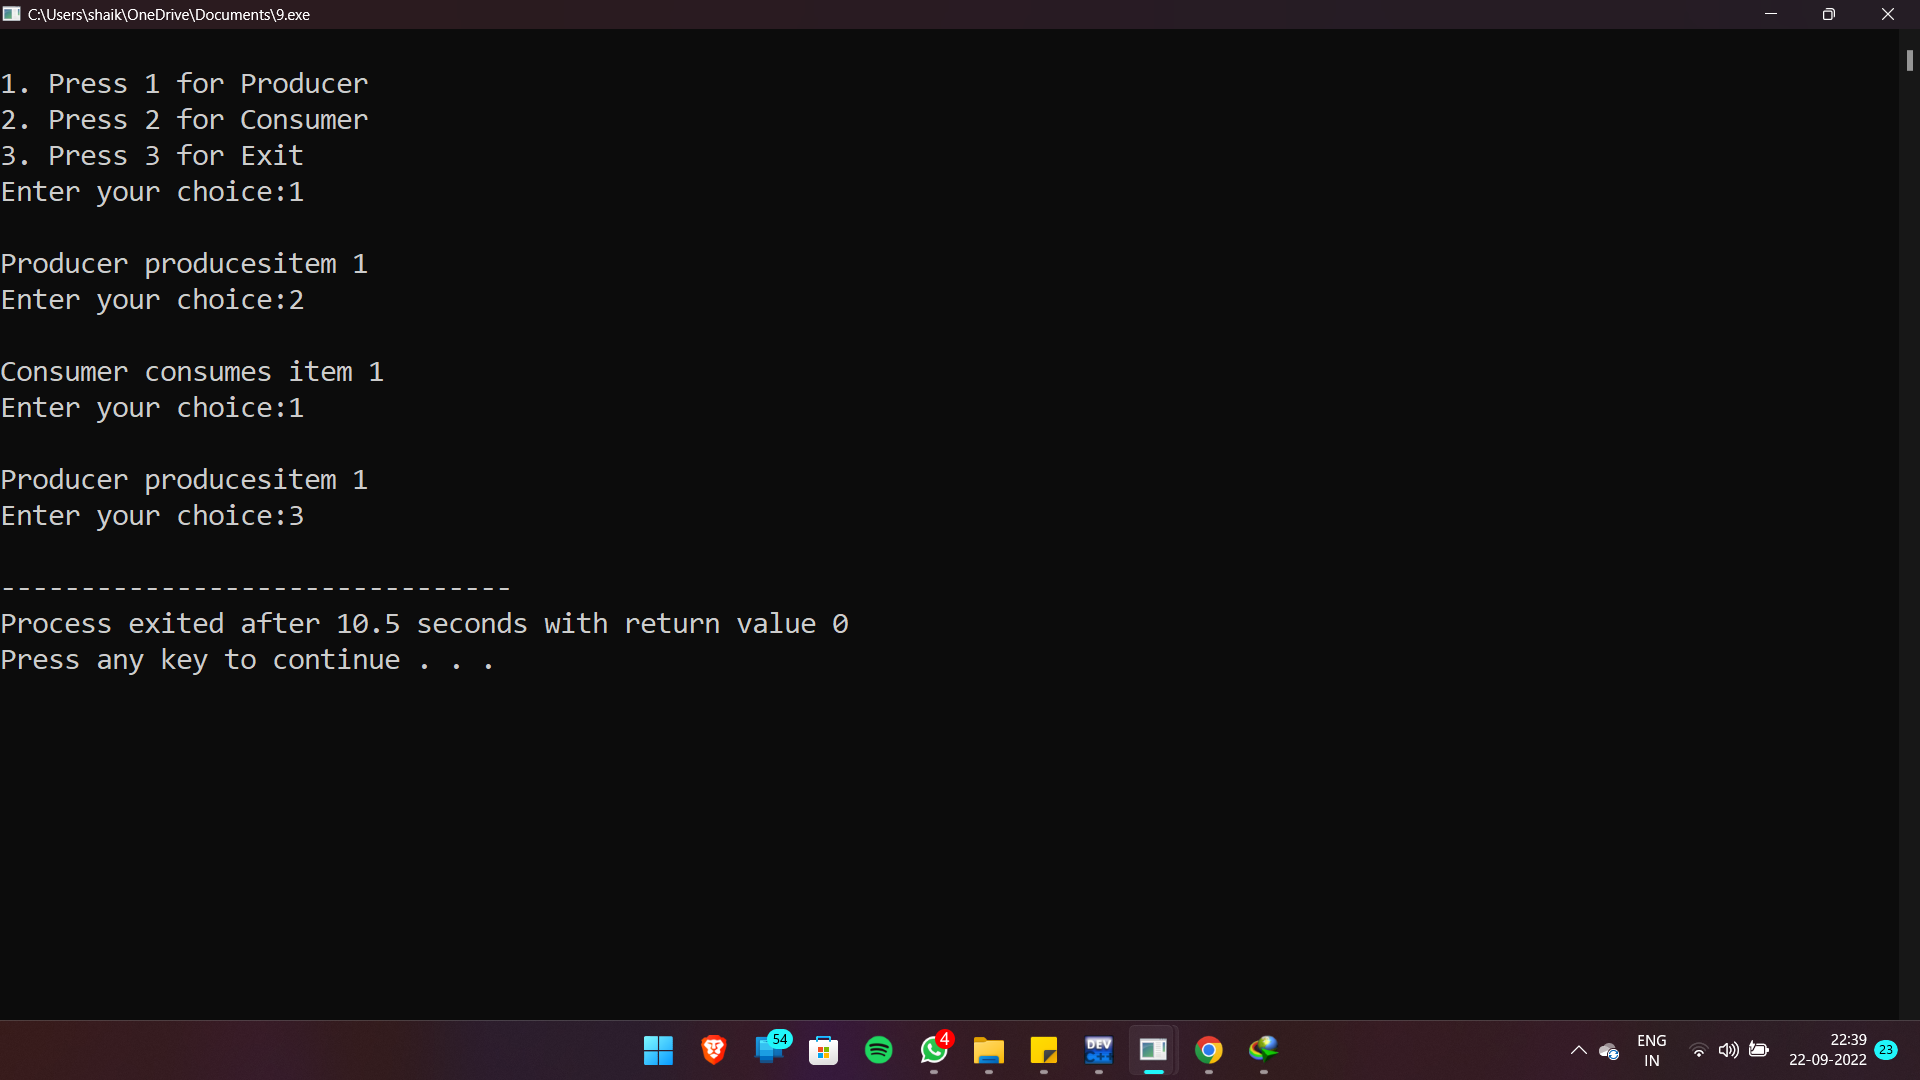 C:\Users\shaik\OneDrive\Documents\9.exe
1. Press 1 for Producer
2. Press 2 for Consumer
3. Press 3 for Exit
Enter your choice:1
Producer producesitem 1
Enter your choice:2
Consumer consumes item 1
Enter your choice:1
Producer producesitem 1
Enter your choice:3
--------------------------------
Process exited after 10.5 seconds with return value 0
Press any key to continue . . .
54
4
DEV
ENG
IN
22:39
22-09-2022
23